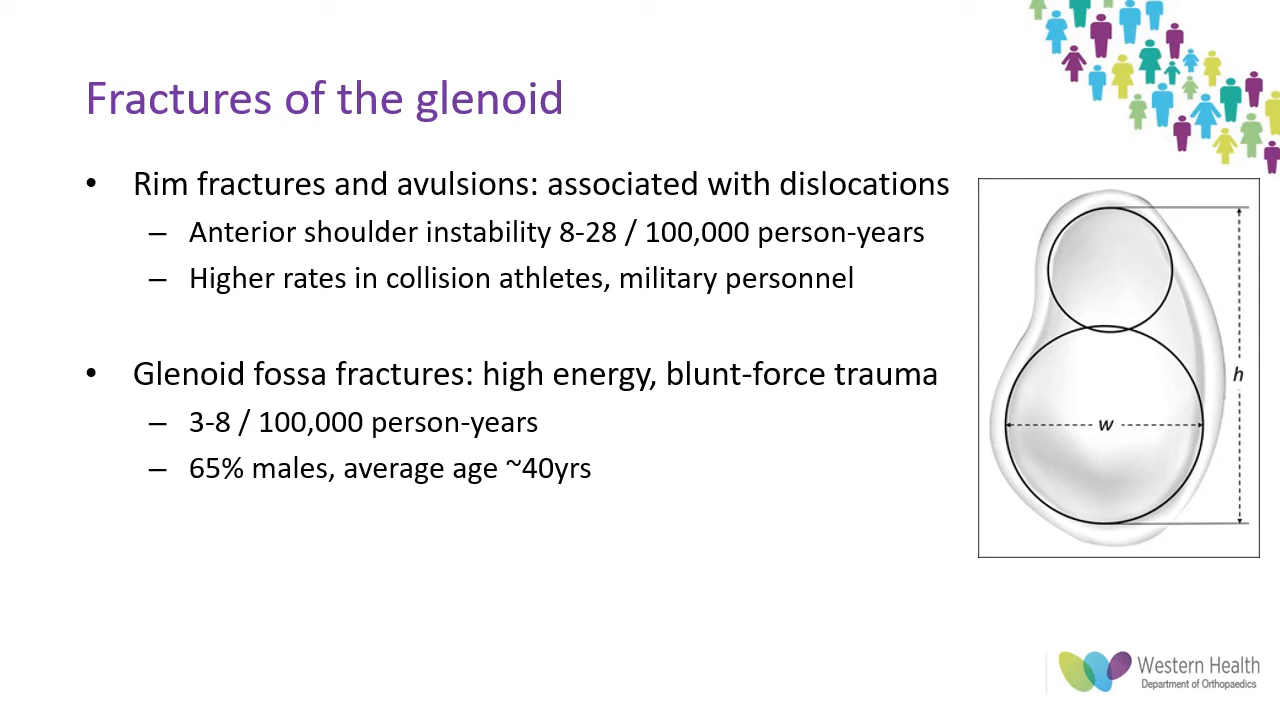 Fractures of the glenoid
• Rim fractures and avulsions: associated with dislocations
– Anterior shoulder instability 8-28 / 100,000 person-years
– Higher rates in collision athletes, military personnel
• Glenoid fossa fractures: high energy, blunt-force trauma
– 3-8 / 100,000 person-years
– 65% males, average age ~40yrs
h
w
Western Health
Department of Orthopaedics